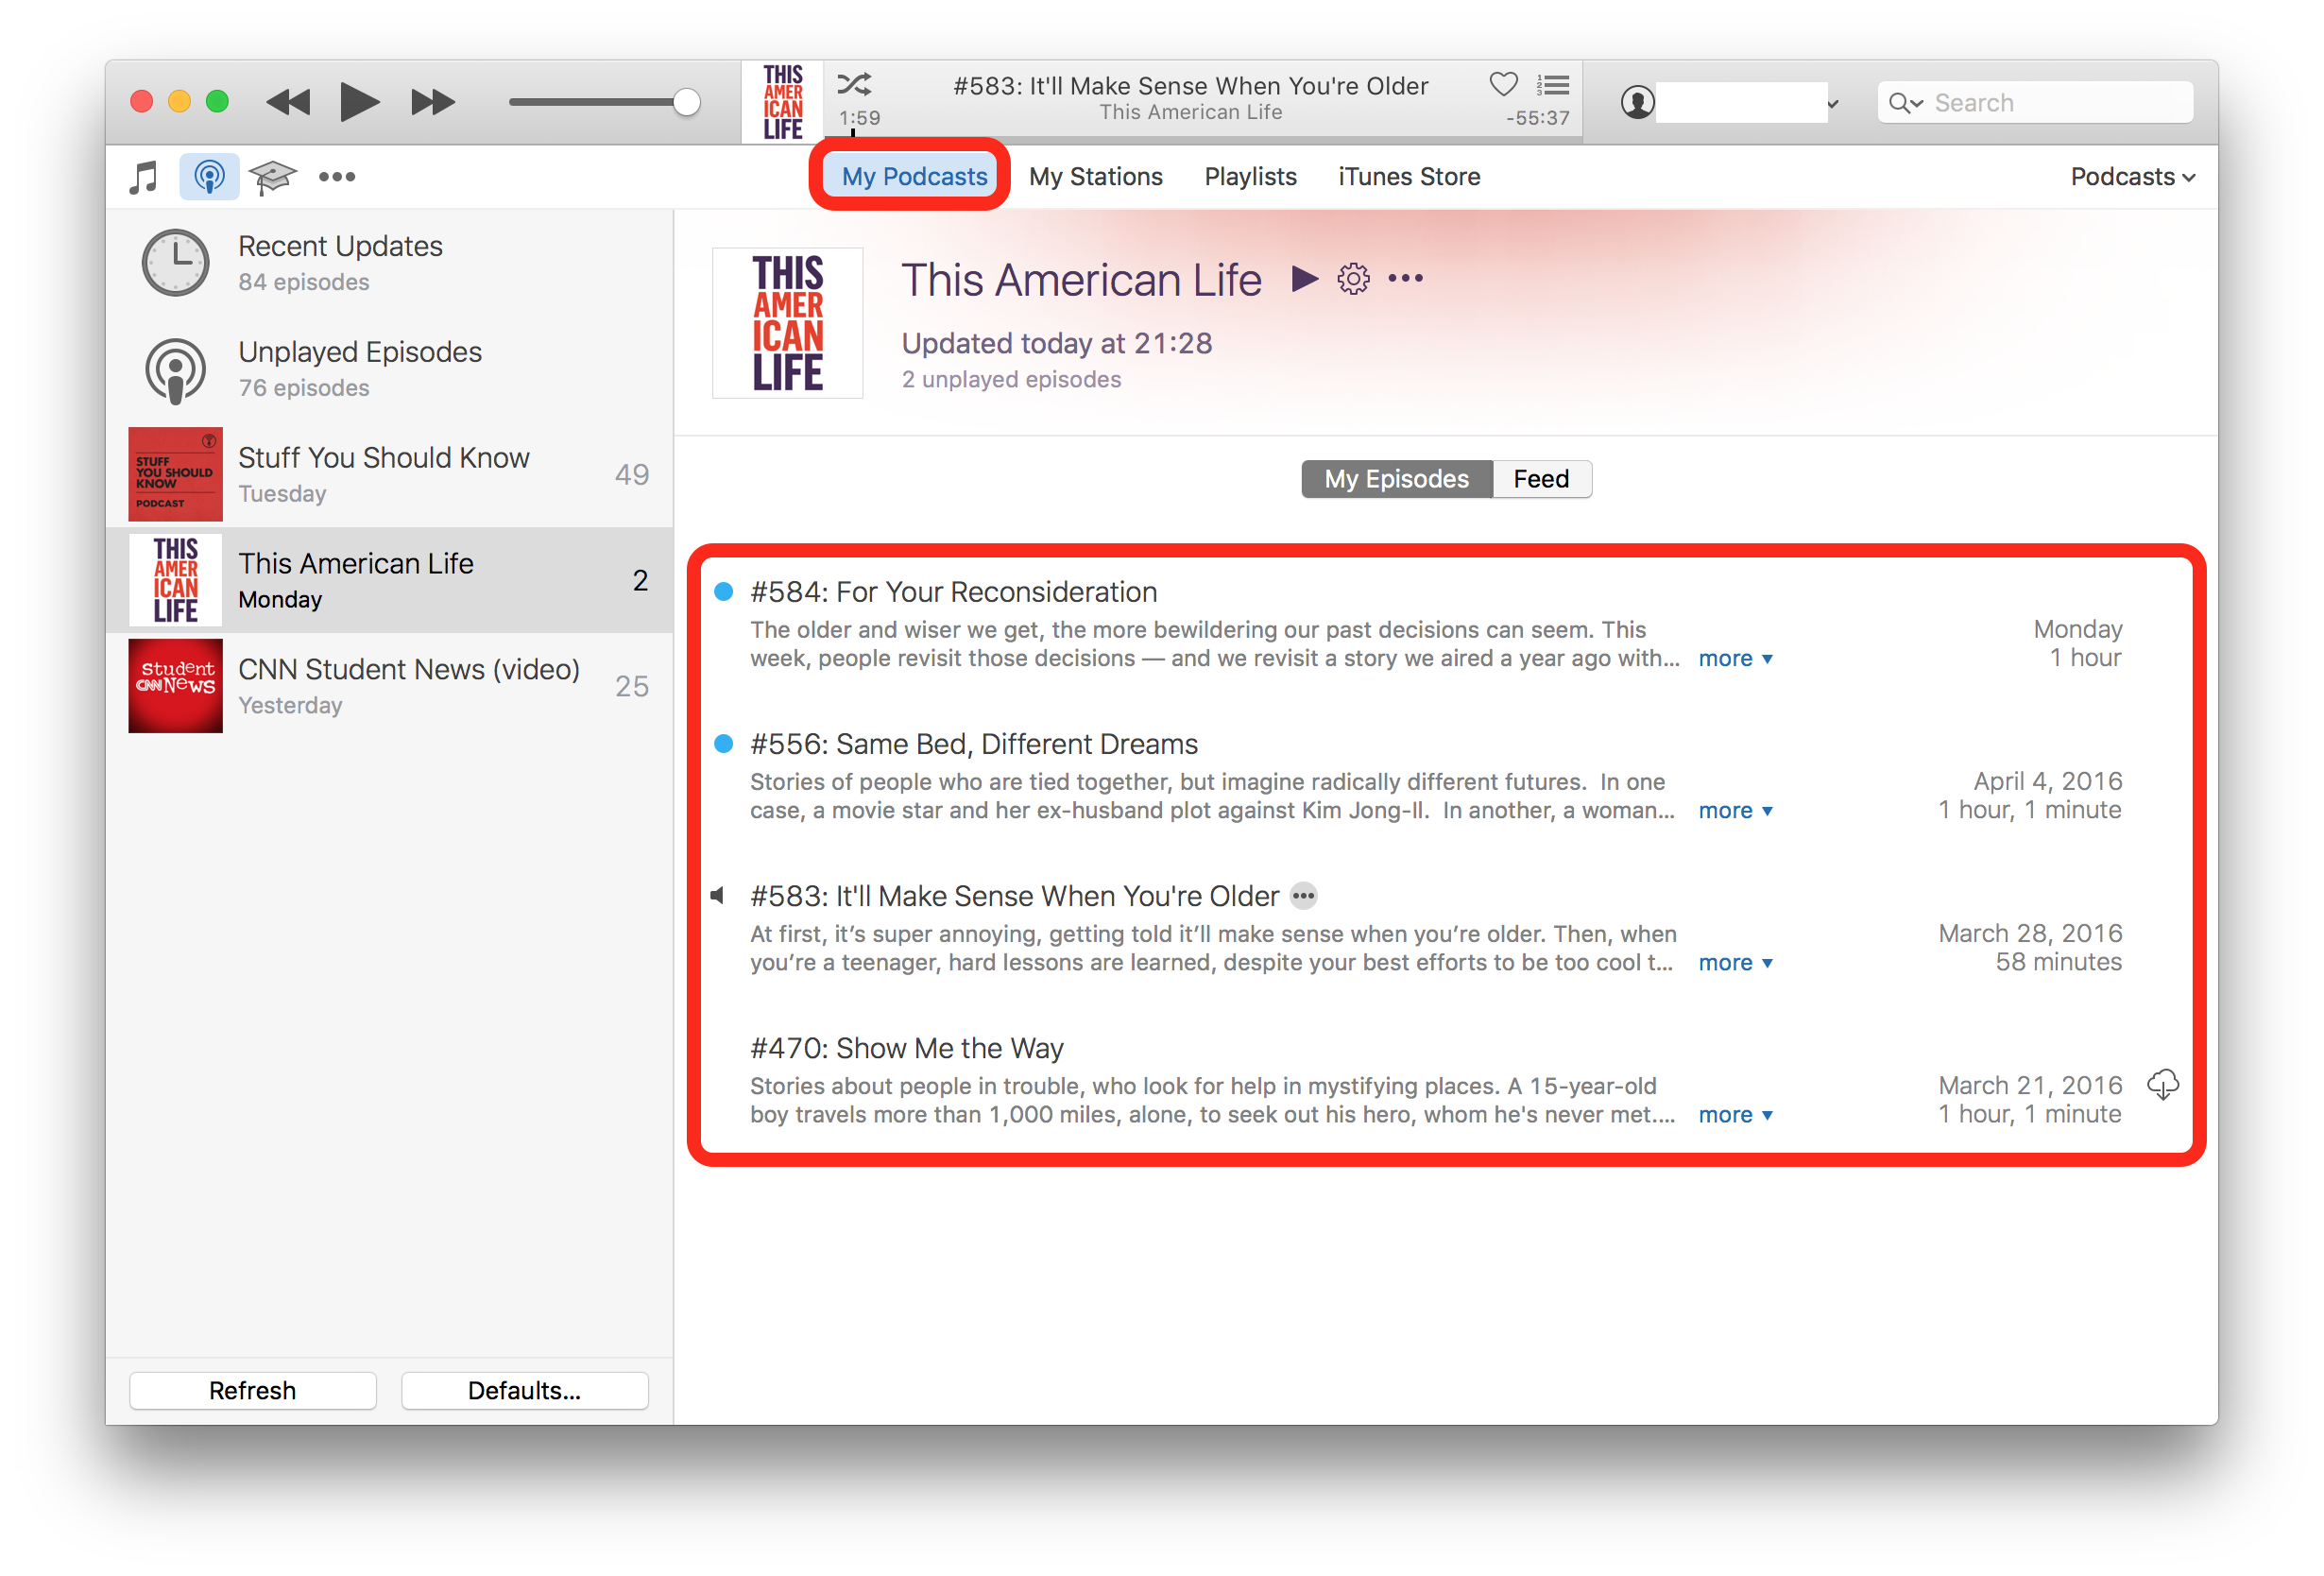 THIS
AMER
ICAN
LIFE
1:59
#583: It'll Make Sense When You're Older
This American Life
-55:37
Search
My Podcasts
My Stations
Playlists
iTunes Store
Podcasts
Recent Updates
84 episodes
Unplayed Episodes
76 episodes
STUFF
YOU SHOULD
KNOW
PODCAST
Stuff You Should Know
Tuesday
49
THIS
AMER
ICAN
LIFE
This American Life
Monday
2
student
CNN News
CNN Student News (video)
Yesterday
25
Refresh
Defaults...
THIS
AMER
ICAN
LIFE
This American Life
Updated today at 21:28
2 unplayed episodes
My Episodes
Feed
#584: For Your Reconsideration
The older and wiser we get, the more bewildering our past decisions can seem. This
week, people revisit those decisions — and we revisit a story we aired a year ago with... more
Monday
1 hour
#556: Same Bed, Different Dreams
Stories of people who are tied together, but imagine radically different futures. In one
case, a movie star and her ex-husband plot against Kim Jong-Il. In another, a woman... more
April 4, 2016
1 hour, 1 minute
#583: It'll Make Sense When You're Older
At first, it’s super annoying, getting told it’ll make sense when you’re older. Then, when
you’re a teenager, hard lessons are learned, despite your best efforts to be too cool t... more
March 28, 2016
58 minutes
#470: Show Me the Way
Stories about people in trouble, who look for help in mystifying places. A 15-year-old
boy travels more than 1,000 miles, alone, to seek out his hero, whom he's never met.... more
March 21, 2016
1 hour, 1 minute